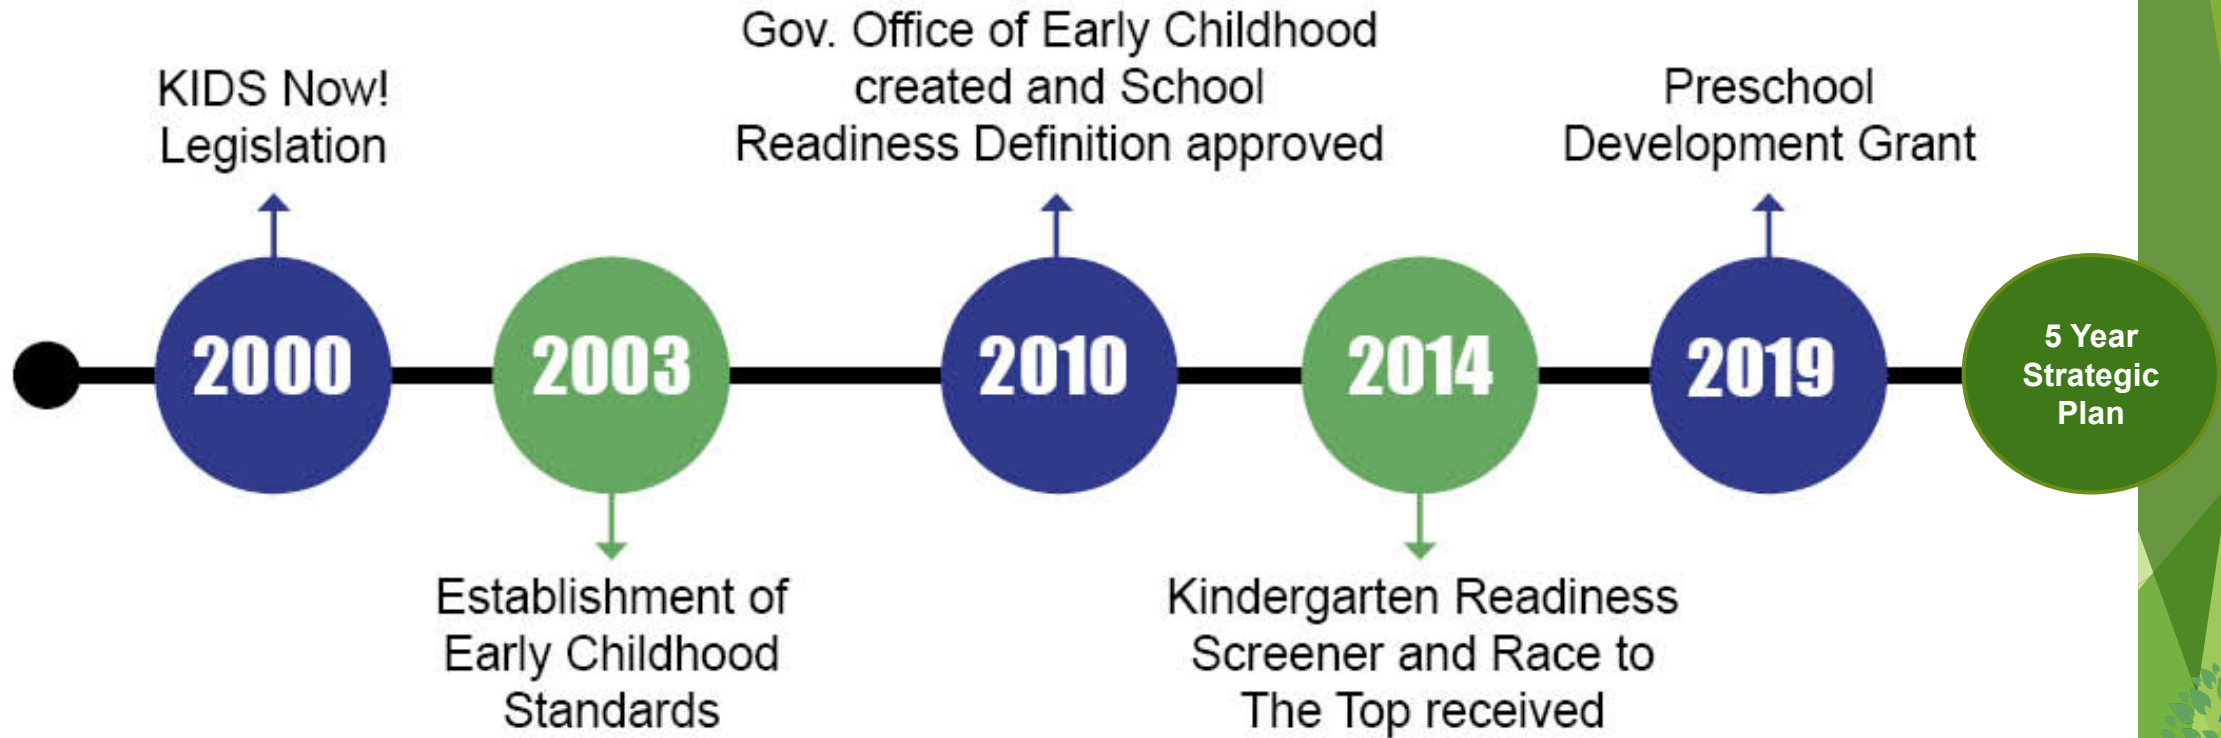 KIDS Now!
Legislation
Gov. Office of Early Childhood
created and School
Readiness Definition approved
Preschool
Development Grant
2000
2003
2010
2014
2019
5 Year
Strategic
Plan
Establishment of
Early Childhood
Standards
Kindergarten Readiness
Screener and Race to
The Top received